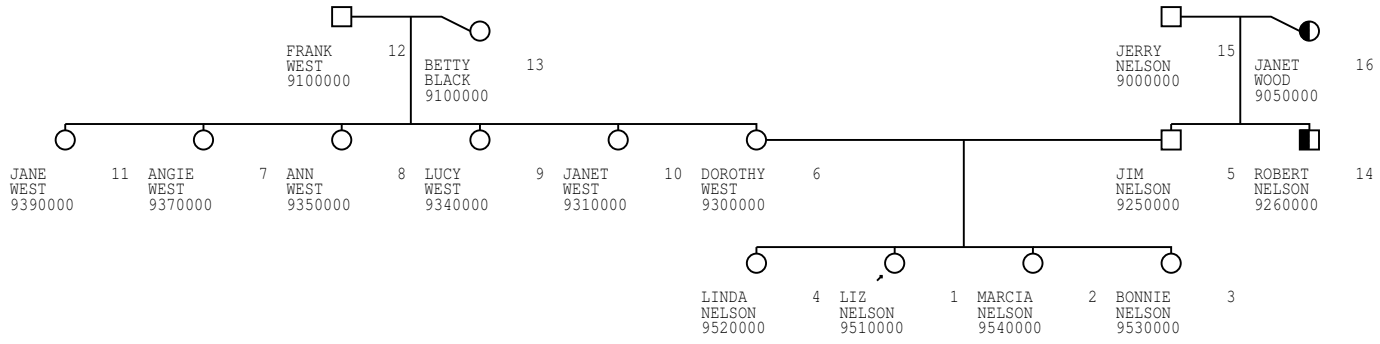 FRANK 12
WEST
9100000
BETTY 13
BLACK
9100000
JERRY 15
NELSON
9000000
JANET 16
WOOD
9050000
JANE 11
WEST
9390000
ANGIE 7
WEST
9370000
ANN 8
WEST
9350000
LUCY 9
WEST
9340000
JANET 10
WEST
9310000
DOROTHY 6
WEST
9300000
JIM 5
NELSON
9250000
ROBERT 14
NELSON
9260000
LINDA 4
NELSON
9520000
LIZ 1
NELSON
9510000
MARCIA 2
NELSON
9540000
BONNIE 3
NELSON
9530000